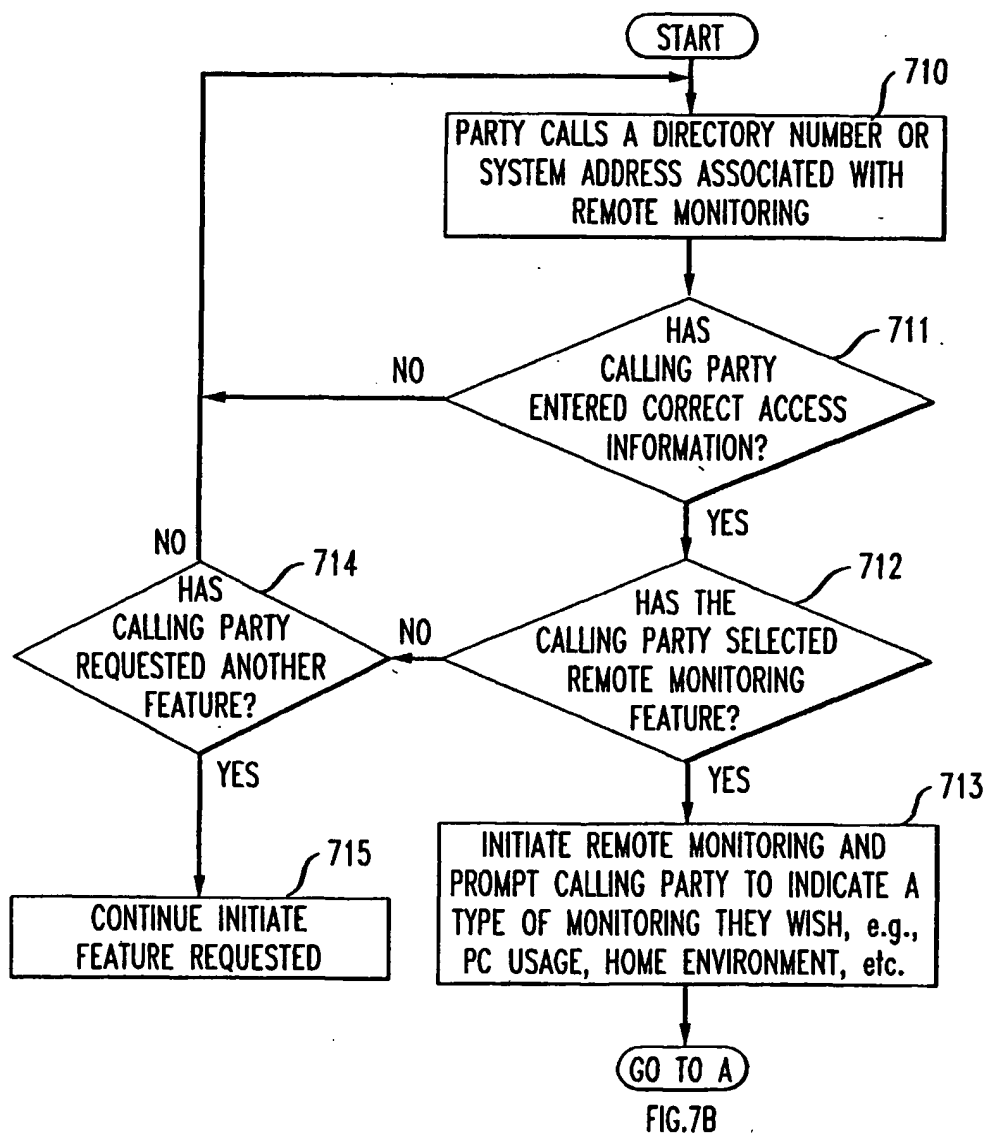 START
710
PARTY CALLS A DIRECTORY NUMBER OR
SYSTEM ADDRESS ASSOCIATED WITH
REMOTE MONITORING
711
HAS
CALLING PARTY
ENTERED CORRECT ACCESS
INFORMATION?
NO
YES
712
HAS THE
CALLING PARTY SELECTED
REMOTE MONITORING
FEATURE?
NO
YES
714
NO
HAS
CALLING PARTY
REQUESTED ANOTHER
FEATURE?
YES
715
CONTINUE INITIATE
FEATURE REQUESTED
713
INITIATE REMOTE MONITORING AND
PROMPT CALLING PARTY TO INDICATE A
TYPE OF MONITORING THEY WISH, e.g.,
PC USAGE, HOME ENVIRONMENT, etc.
GO TO A
FIG.7B